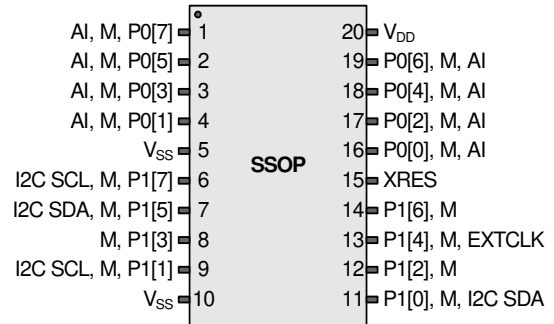 AI, M, P0[7] 1 20 VDD
AI, M, P0[5] 2 19 P0[6], M, AI
AI, M, P0[3] 3 18 P0[4], M, AI
AI, M, P0[1] 4 17 P0[2], M, AI
VSS 5 16 P0[0], M, AI
SSOP
I2C SCL, M, P1[7] 6 15 XRES
I2C SDA, M, P1[5] 7 14 P1[6], M
M, P1[3] 8 13 P1[4], M, EXTCLK
I2C SCL, M, P1[1] 9 12 P1[2], M
VSS 10 11 P1[0], M, I2C SDA